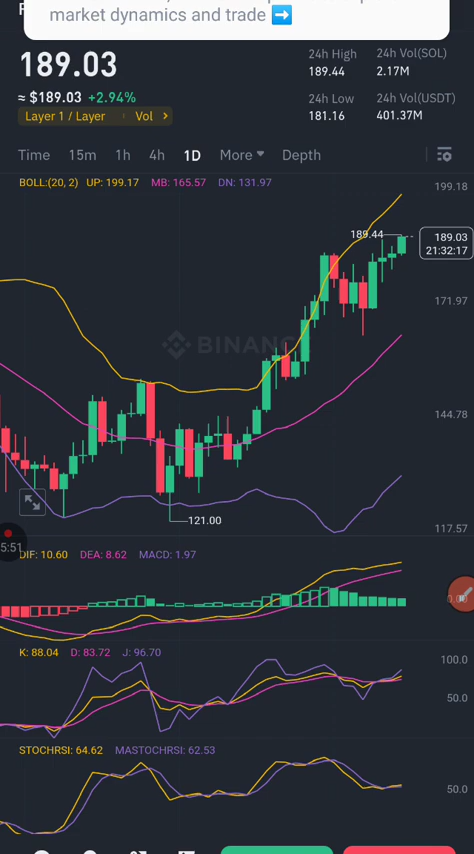 market dynamics and trade ➡️
189.03
24h High
189.44
24h Vol(SOL)
2.17M
≈ $189.03 +2.94%
24h Low
181.16
24h Vol(USDT)
401.37M
Layer 1 / Layer
Vol
Time 15m 1h 4h 1D More Depth
BOLL:(20, 2) UP: 199.17 MB: 165.57 DN: 131.97
199.18
189.44
189.03
21:32:17
171.97
BINANC
144.78
121.00
117.57
5:51
DIF: 10.60 DEA: 8.62 MACD: 1.97
K: 88.04 D: 83.72 J: 96.70
100.0
50.0
STOCHRSI: 64.62 MASTOCHRSI: 62.53
50.0